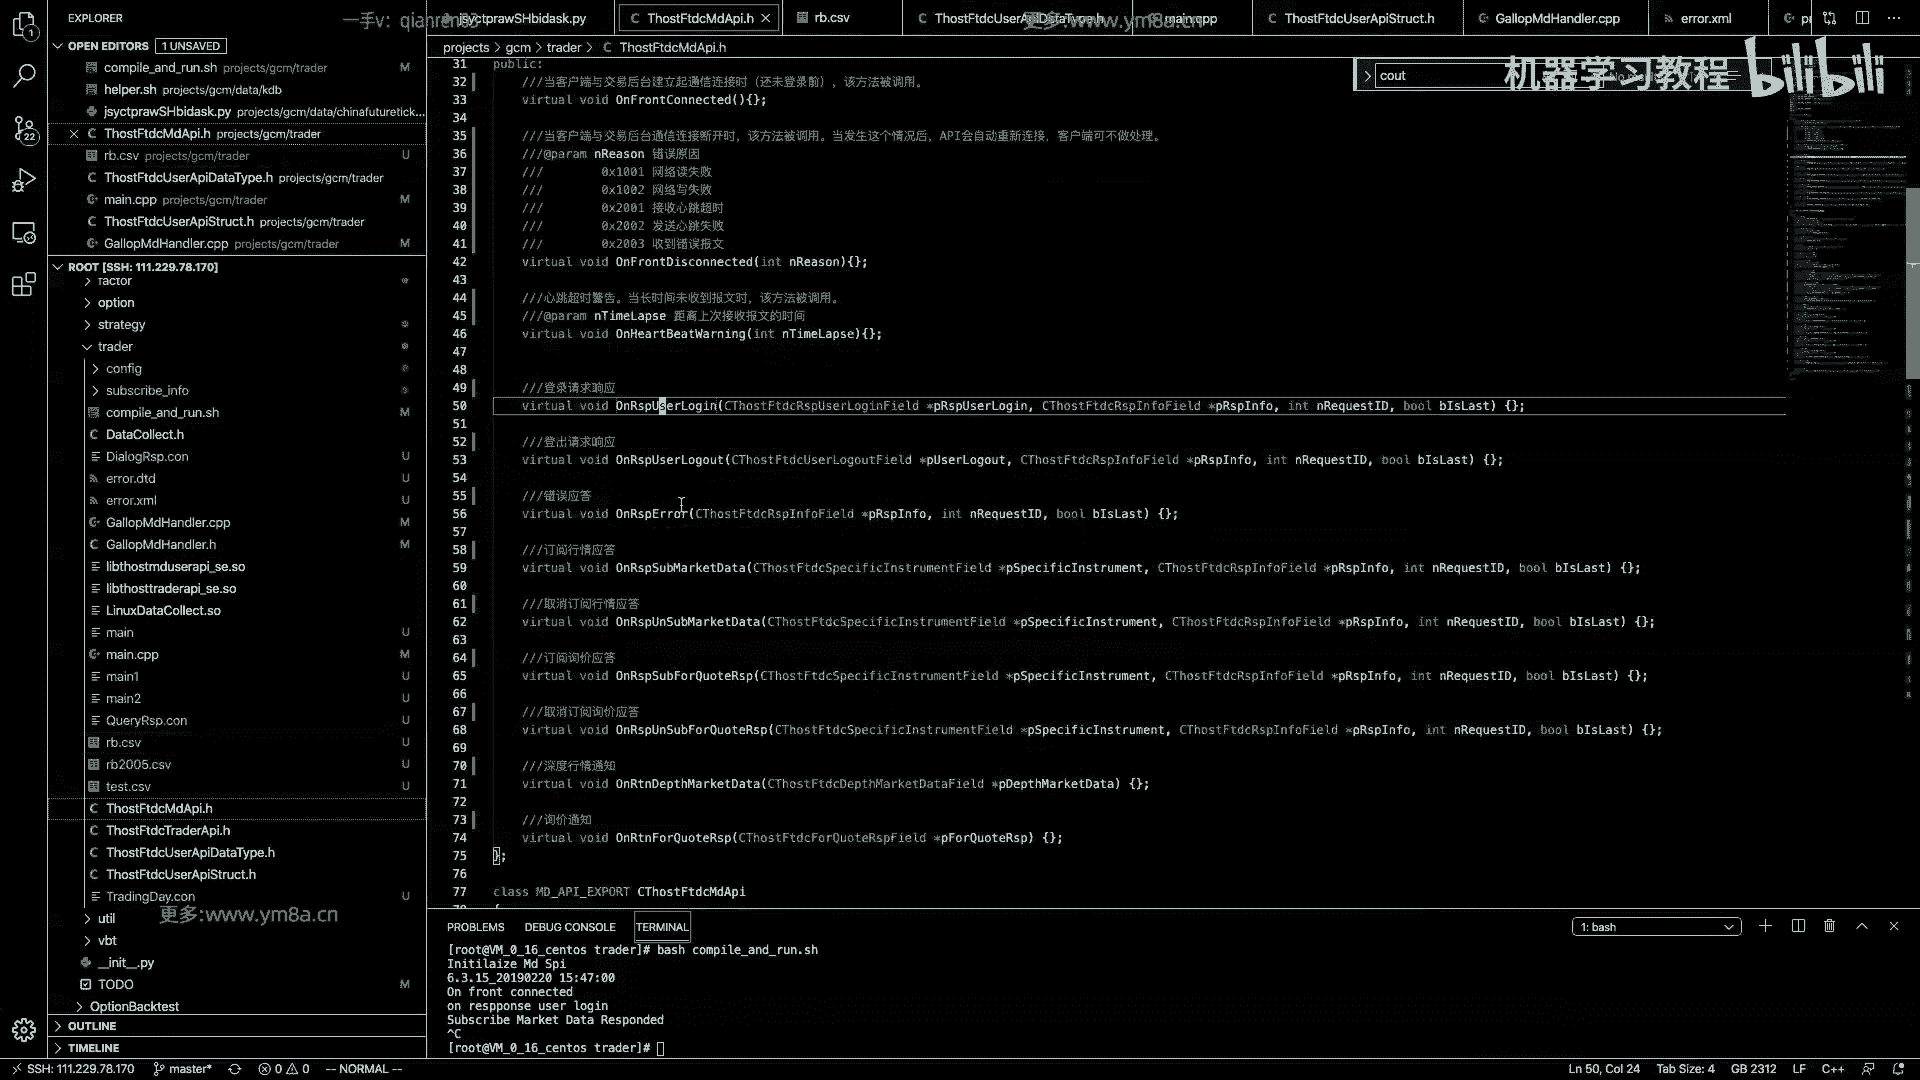 EXPLORER
OPEN EDITORS 1 UNSAVED
compile_and_run.sh projects/gcm/trader M
helper.sh projects/gcm/data/kdb
jsyctprawSHbidask.py projects/gcm/data/chinafuturetick...
ThostFtdcMdApi.h projects/gcm/trader
rb.csv projects/gcm/trader U
ThostFtdcUserApiDataType.h projects/gcm/trader
main.cpp projects/gcm/trader M
ThostFtdcUserApiStruct.h projects/gcm/trader
GallopMdHandler.cpp projects/gcm/trader M
ROOT [SSH: 111.229.78.170]
factor
option
strategy
trader
config
subscribe_info
compile_and_run.sh M
DataCollect.h
DialogRsp.con U
error.dtd U
error.xml U
GallopMdHandler.cpp M
GallopMdHandler.h M
libthostmduserapi_se.so
libthosttraderapi_se.so
LinuxDataCollect.so
main U
main.cpp M
main1 U
main2 U
QueryRsp.con U
rb.csv U
rb2005.csv U
test.csv U
ThostFtdcMdApi.h
ThostFtdcTraderApi.h
ThostFtdcUserApiDataType.h
ThostFtdcUserApiStruct.h
TradingDay.con U
更多:www.ym8a.cn
util
vbt
__init__.py
TODO M
OptionBacktest
OUTLINE
TIMELINE
jsyctprawSHbidask.py ThostFtdcMdApi.h rb.csv ThostFtdcUserApiDataType.h main.cpp ThostFtdcUserApiStruct.h GallopMdHandler.cpp error.xml
更多:www.ym8a.cn
projects > gcm > trader > C ThostFtdcMdApi.h
cout
机器学习教程 bilibili
31 public:
32 ///当客户端与交易后台建立起通信连接时（还未登录前），该方法被调用。
33 virtual void OnFrontConnected(){};
34
35 ///当客户端与交易后台通信连接断开时，该方法被调用。当发生这个情况后，API会自动重新连接，客户端可不做处理。
36 ///@param nReason 错误原因
37 /// 0x1001 网络读失败
38 /// 0x1002 网络写失败
39 /// 0x2001 接收心跳超时
40 /// 0x2002 发送心跳失败
41 /// 0x2003 收到错误报文
42 virtual void OnFrontDisconnected(int nReason){};
43
44 ///心跳超时警告。当长时间未收到报文时，该方法被调用。
45 ///@param nTimeLapse 距离上次接收报文的时间
46 virtual void OnHeartBeatWarning(int nTimeLapse){};
47
48
49 ///登录请求响应
50 virtual void OnRspUserLogin(CThostFtdcRspUserLoginField *pRspUserLogin, CThostFtdcRspInfoField *pRspInfo, int nRequestID, bool bIsLast) {};
51
52 ///登出请求响应
53 virtual void OnRspUserLogout(CThostFtdcUserLogoutField *pUserLogout, CThostFtdcRspInfoField *pRspInfo, int nRequestID, bool bIsLast) {};
54
55 ///错误应答
56 virtual void OnRspError(CThostFtdcRspInfoField *pRspInfo, int nRequestID, bool bIsLast) {};
57
58 ///订阅行情应答
59 virtual void OnRspSubMarketData(CThostFtdcSpecificInstrumentField *pSpecificInstrument, CThostFtdcRspInfoField *pRspInfo, int nRequestID, bool bIsLast) {};
60
61 ///取消订阅行情应答
62 virtual void OnRspUnSubMarketData(CThostFtdcSpecificInstrumentField *pSpecificInstrument, CThostFtdcRspInfoField *pRspInfo, int nRequestID, bool bIsLast) {};
63
64 ///订阅询价应答
65 virtual void OnRspSubForQuoteRsp(CThostFtdcSpecificInstrumentField *pSpecificInstrument, CThostFtdcRspInfoField *pRspInfo, int nRequestID, bool bIsLast) {};
66
67 ///取消订阅询价应答
68 virtual void OnRspUnSubForQuoteRsp(CThostFtdcSpecificInstrumentField *pSpecificInstrument, CThostFtdcRspInfoField *pRspInfo, int nRequestID, bool bIsLast) {};
69
70 ///深度行情通知
71 virtual void OnRtnDepthMarketData(CThostFtdcDepthMarketDataField *pDepthMarketData) {};
72
73 ///询价通知
74 virtual void OnRtnForQuoteRsp(CThostFtdcForQuoteRspField *pForQuoteRsp) {};
75 };
76
77 class MD_API_EXPORT CThostFtdcMdApi
PROBLEMS DEBUG CONSOLE TERMINAL 1: bash
[root@VM_0_16_centos trader]# bash compile_and_run.sh
Initilaize Md Spi
6.3.15_20190220 15:47:00
On front connected
on respponse user login
Subscribe Market Data Responded
^C
[root@VM_0_16_centos trader]#
SSH: 111.229.78.170 master* 0 0 -- NORMAL -- Ln 50, Col 24 Tab Size: 4 GB 2312 LF C++